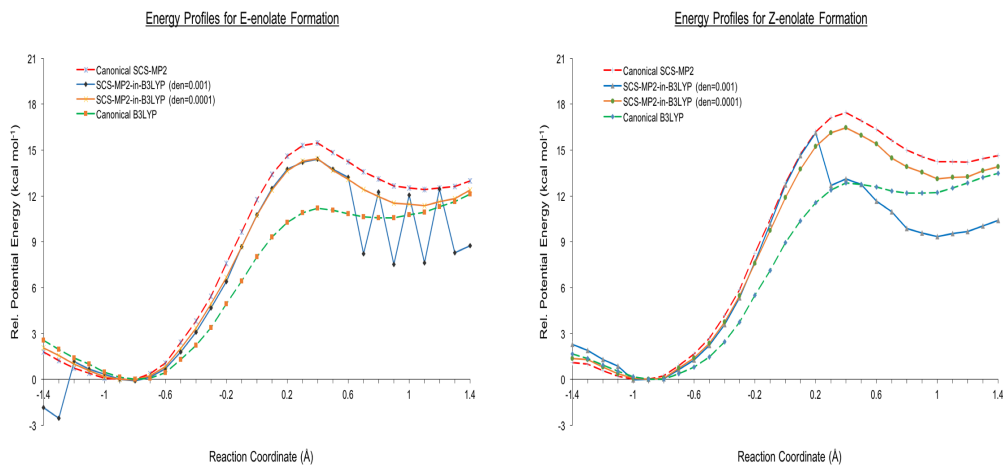 Energy Profiles for E-enolate Formation
21
18
15
12
9
6
3
0
-3
Rel. Potential Energy (kcal mol⁻¹)
Canonical SCS-MP2
SCS-MP2-in-B3LYP (den=0.001)
SCS-MP2-in-B3LYP (den=0.0001)
Canonical B3LYP
-1.4 -1 -0.6 -0.2 0.2 0.6 1 1.4
Reaction Coordinate (Å)
Energy Profiles for Z-enolate Formation
21
18
15
12
9
6
3
0
-3
Rel. Potential Energy (kcal mol⁻¹)
Canonical SCS-MP2
SCS-MP2-in-B3LYP (den=0.001)
SCS-MP2-in-B3LYP (den=0.0001)
Canonical B3LYP
-1.4 -1 -0.6 -0.2 0.2 0.6 1 1.4
Reaction Coordinate (Å)